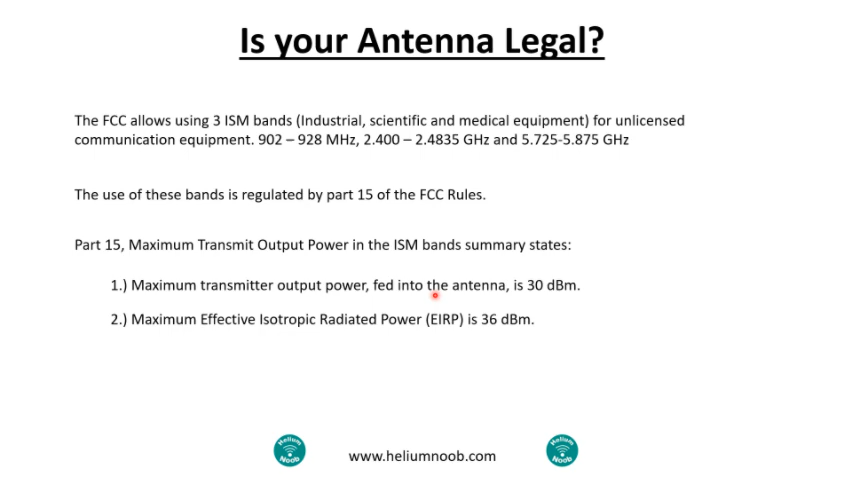 Is your Antenna Legal?
The FCC allows using 3 ISM bands (Industrial, scientific and medical equipment) for unlicensed
communication equipment. 902 – 928 MHz, 2.400 – 2.4835 GHz and 5.725-5.875 GHz
The use of these bands is regulated by part 15 of the FCC Rules.
Part 15, Maximum Transmit Output Power in the ISM bands summary states:
1.) Maximum transmitter output power, fed into the antenna, is 30 dBm.
2.) Maximum Effective Isotropic Radiated Power (EIRP) is 36 dBm.
Helium
Noob
www.heliumnoob.com
Helium
Noob